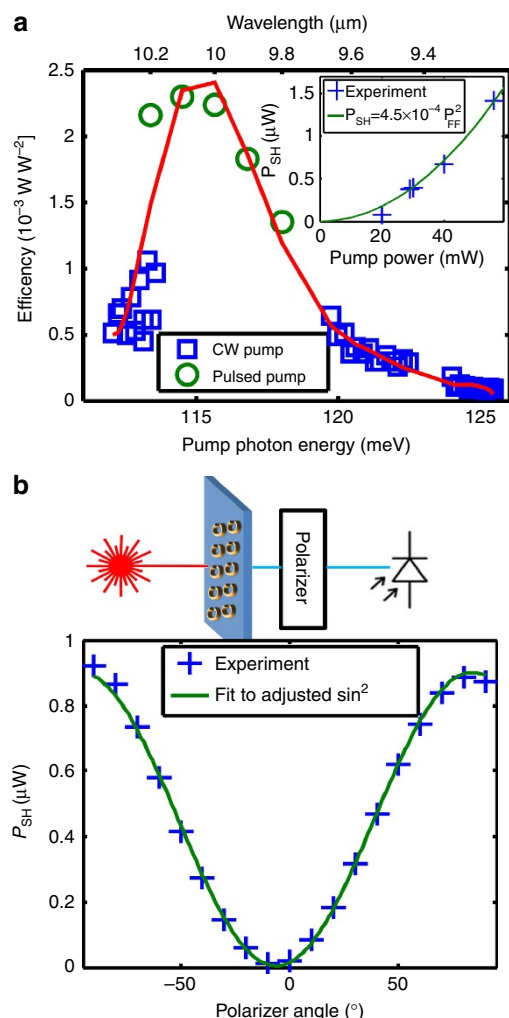 a
Wavelength (μm)
10.2 10 9.8 9.6 9.4
2.5
2
1.5
1
0.5
0
Efficency (10⁻³ W W⁻²)
1.5
1
0.5
0
P_SH (μW)
Experiment
P_SH=4.5×10⁻⁴ P²_FF
0 20 40
Pump power (mW)
CW pump
Pulsed pump
115 120 125
Pump photon energy (meV)
b
Polarizer
1
0.8
0.6
0.4
0.2
0
P_SH (μW)
Experiment
Fit to adjusted sin²
−50 0 50
Polarizer angle (°)